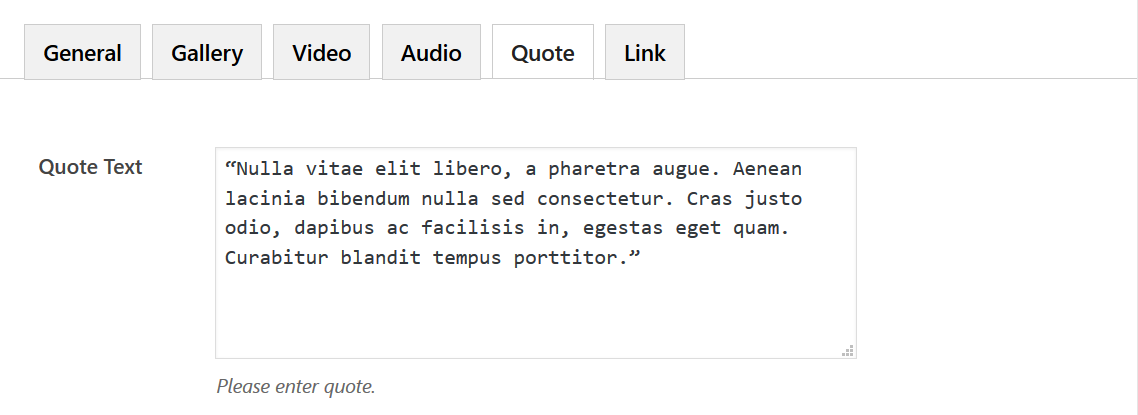 General Gallery Video Audio Quote Link
Quote Text
“Nulla vitae elit libero, a pharetra augue. Aenean
lacinia bibendum nulla sed consectetur. Cras justo
odio, dapibus ac facilisis in, egestas eget quam.
Curabitur blandit tempus porttitor.”
Please enter quote.